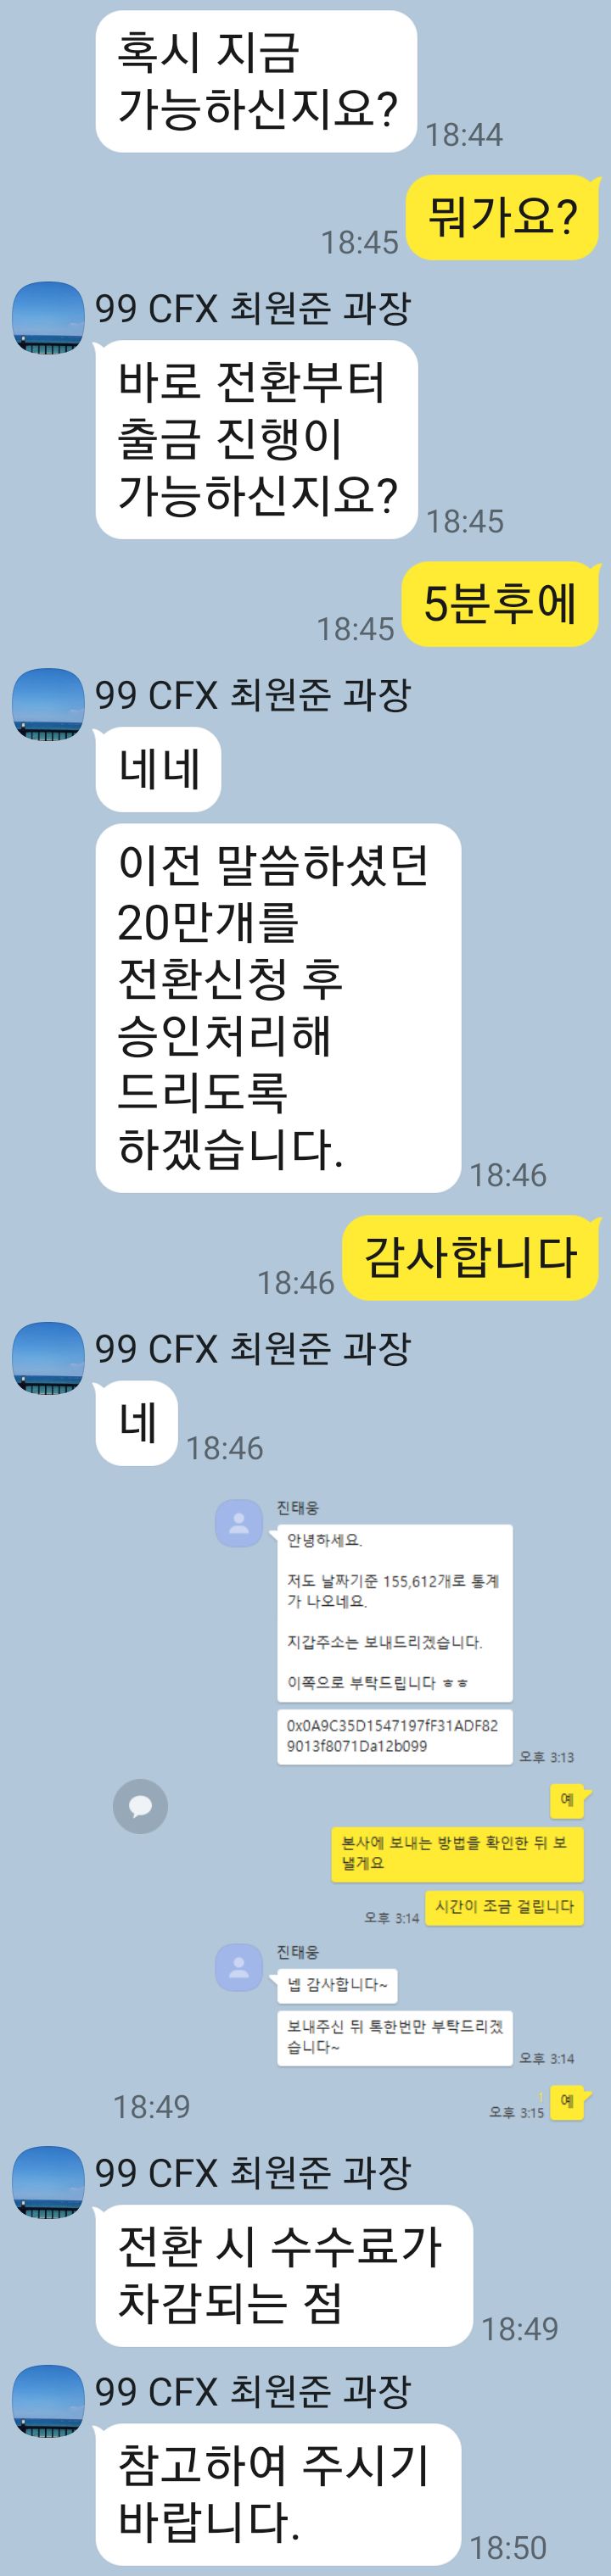 혹시 지금
가능하신지요?
18:44
뭐가요?
18:45
99 CFX 최원준 과장
바로 전환부터
출금 진행이
가능하신지요?
18:45
5분후에
18:45
99 CFX 최원준 과장
네네
이전 말씀하셨던
20만개를
전환신청 후
승인처리해
드리도록
하겠습니다.
18:46
감사합니다
18:46
99 CFX 최원준 과장
네
18:46
진태웅
안녕하세요.
저도 날짜기준 155,612개로 통계
가 나오네요.
지갑주소는 보내드리겠습니다.
이쪽으로 부탁드립니다 ㅎㅎ
0x0A9C35D1547197fF31ADF82
9013f8071Da12b099
오후 3:13
예
본사에 보내는 방법을 확인한 뒤 보
낼게요
시간이 조금 걸립니다
오후 3:14
진태웅
넵 감사합니다~
보내주신 뒤 톡한번만 부탁드리겠
습니다~
오후 3:14
예
1
오후 3:15
18:49
99 CFX 최원준 과장
전환 시 수수료가
차감되는 점
18:49
99 CFX 최원준 과장
참고하여 주시기
바랍니다.
18:50